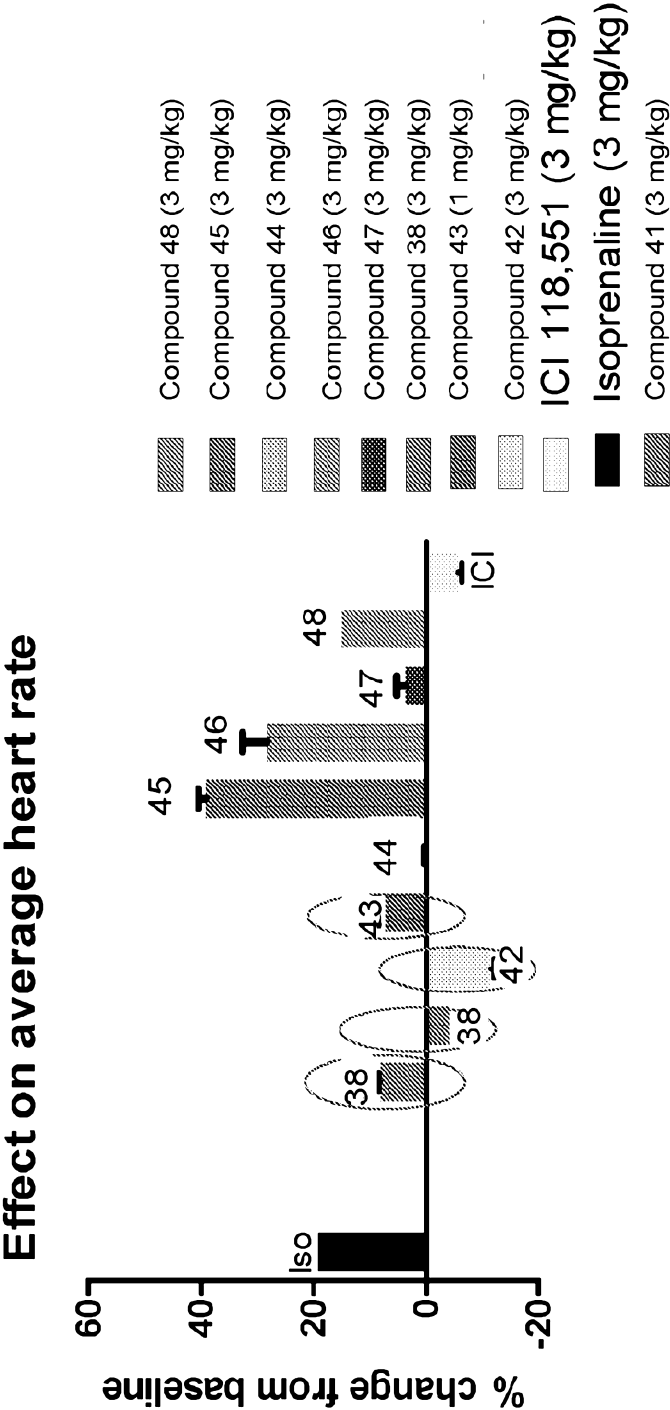 Effect on average heart rate
% change from baseline
60
40
20
0
-20
Iso
38
38
42
43
44
45
46
47
48
ICI
Compound 48 (3 mg/kg)
Compound 45 (3 mg/kg)
Compound 44 (3 mg/kg)
Compound 46 (3 mg/kg)
Compound 47 (3 mg/kg)
Compound 38 (3 mg/kg)
Compound 43 (1 mg/kg)
Compound 42 (3 mg/kg)
ICI 118,551 (3 mg/kg)
Isoprenaline (3 mg/kg)
Compound 41 (3 mg/kg)